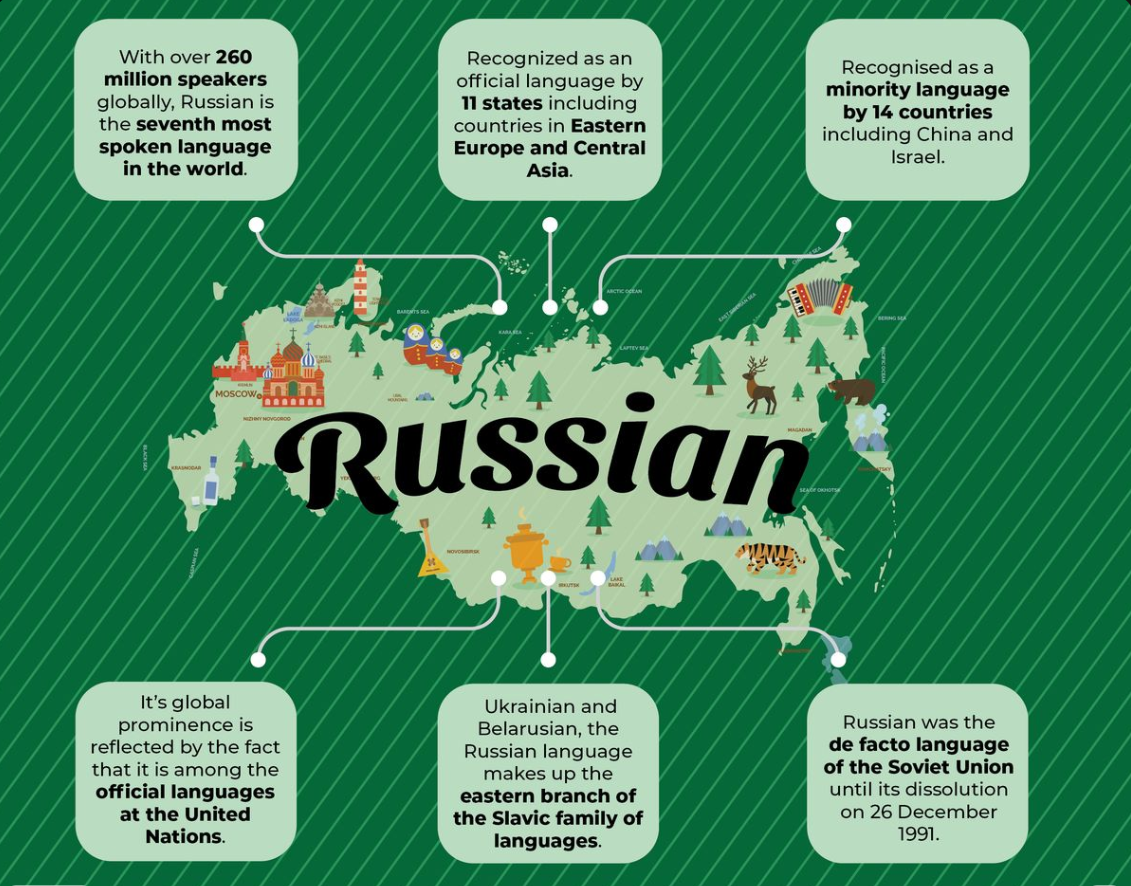 With over 260
million speakers
globally, Russian is
the seventh most
spoken language
in the world.
Recognized as an
official language by
11 states including
countries in Eastern
Europe and Central
Asia.
Recognised as a
minority language
by 14 countries
including China and
Israel.
ARCTIC OCEAN
BARENTS SEA
KARA SEA
LAPTEV SEA
EAST SIBERIAN SEA
BERING SEA
MOSCOW
NIZHNY NOVGOROD
BLACK SEA
KRASNODAR
MAGADAN
Russian
SEA OF OKHOTSK
NOVOSIBIRSK
IRKUTSK
LAKE
BAIKAL
It's global
prominence is
reflected by the fact
that it is among the
official languages
at the United
Nations.
Ukrainian and
Belarusian, the
Russian language
makes up the
eastern branch of
the Slavic family of
languages.
Russian was the
de facto language
of the Soviet Union
until its dissolution
on 26 December
1991.